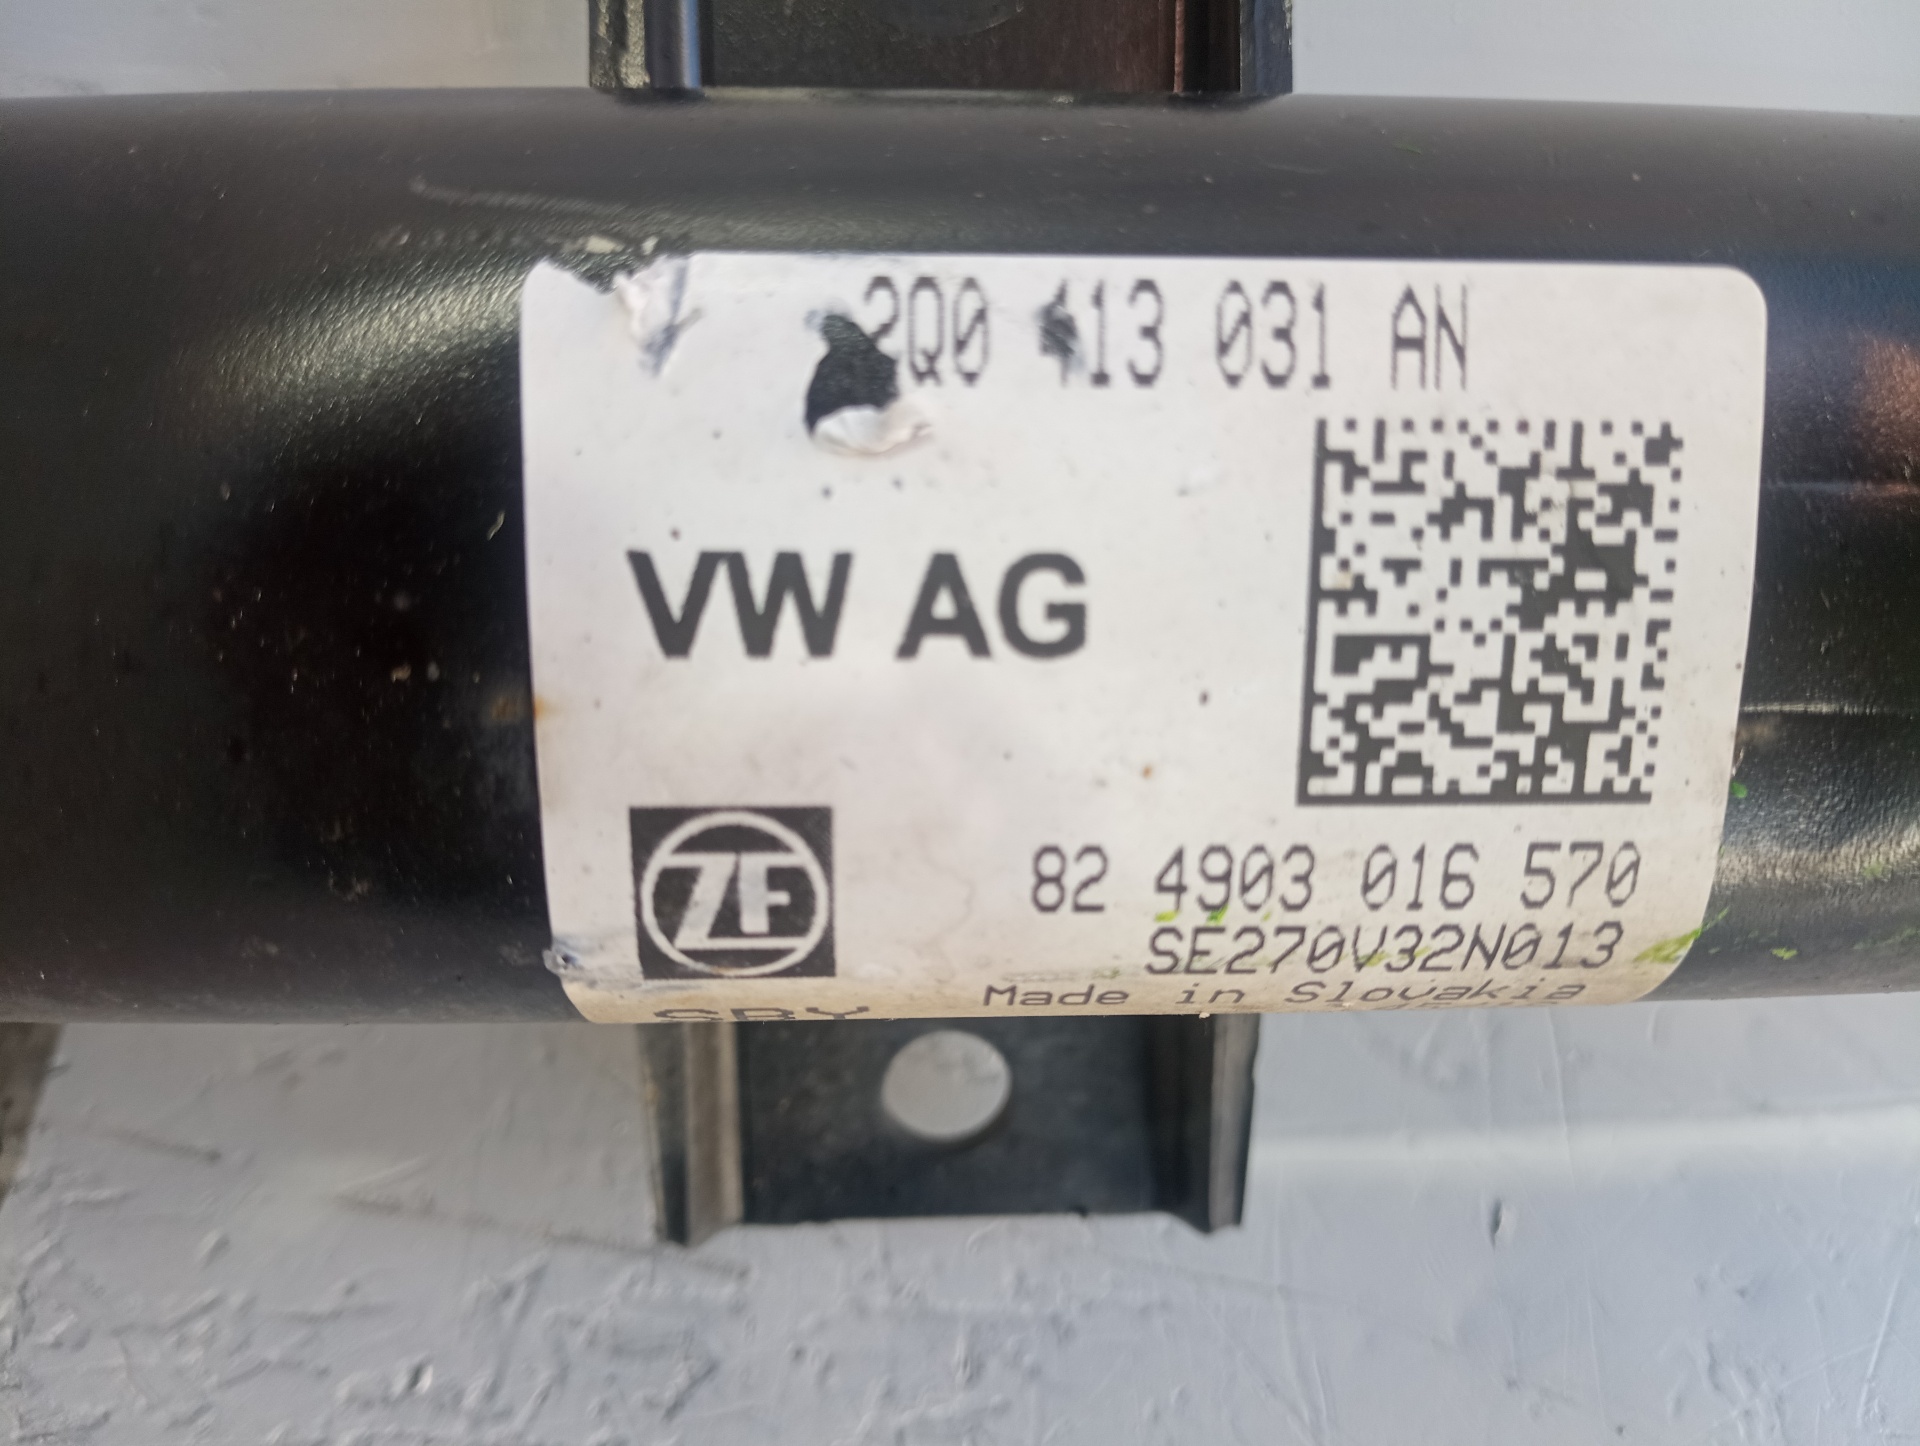 2Q0 413 031 AN
VW AG
ZF
82 4903 016 570
SE270V32N013
Made in Slovakia